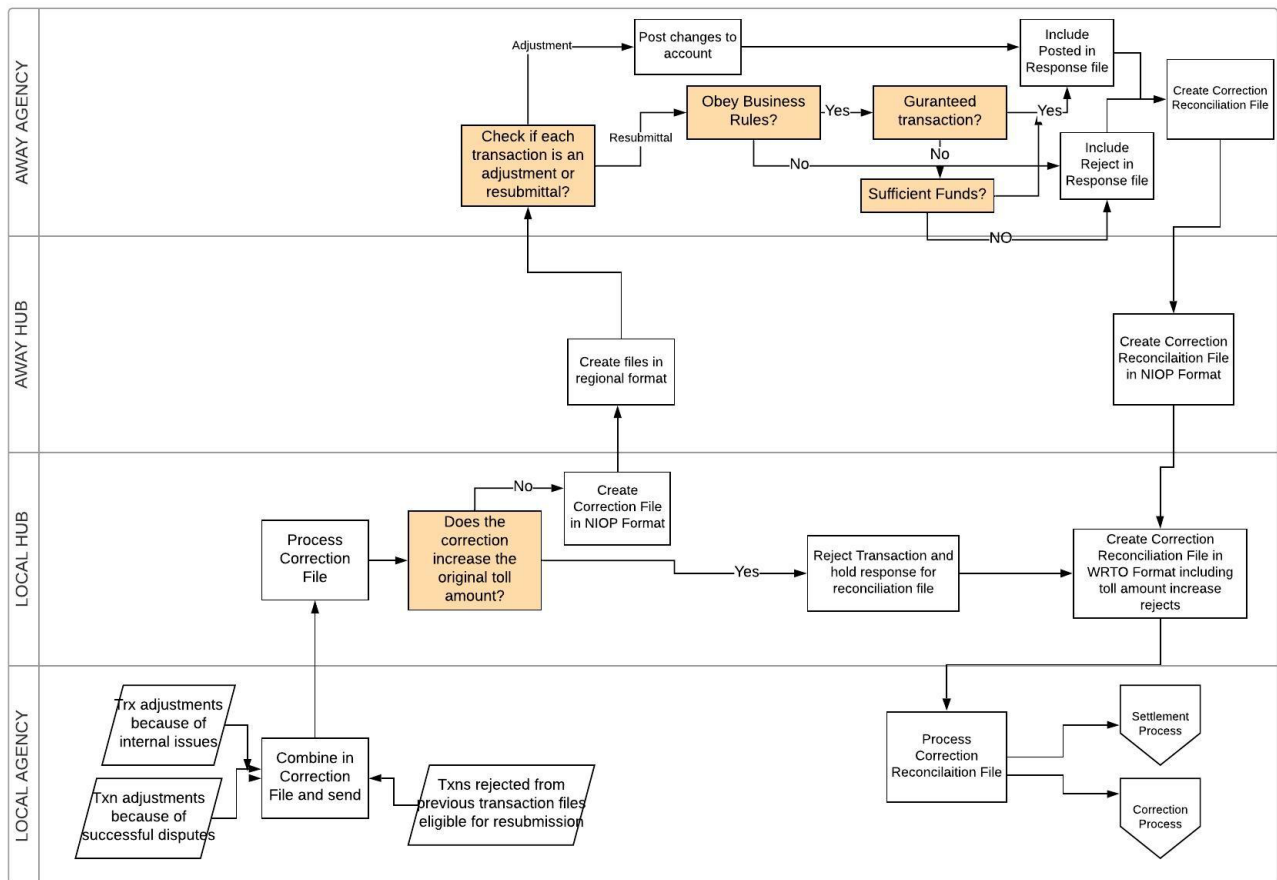 AWAY AGENCY
Adjustment
Post changes to
account
Include
Posted in
Response file
Create Correction
Reconciliation File
Check if each
transaction is an
adjustment or
resubmittal?
Resubmittal
Obey Business
Rules?
Yes
Guranteed
transaction?
Yes
No
No
Include
Reject in
Response file
Sufficient Funds?
NO
AWAY HUB
Create files in
regional format
Create Correction
Reconcilaition File
in NIOP Format
LOCAL HUB
Process
Correction
File
Does the
correction
increase the
original toll
amount?
No
Create
Correction File
in NIOP Format
Yes
Reject Transaction and
hold response for
reconciliation file
Create Correction
Reconciliation File in
WRTO Format including
toll amount increase
rejects
LOCAL AGENCY
Trx adjustments
because of
internal issues
Txn adjustments
because of
successful disputes
Combine in
Correction
File and send
Txns rejected from
previous transaction files
eligible for resubmission
Process
Correction
Reconcilaition File
Settlement
Process
Correction
Process